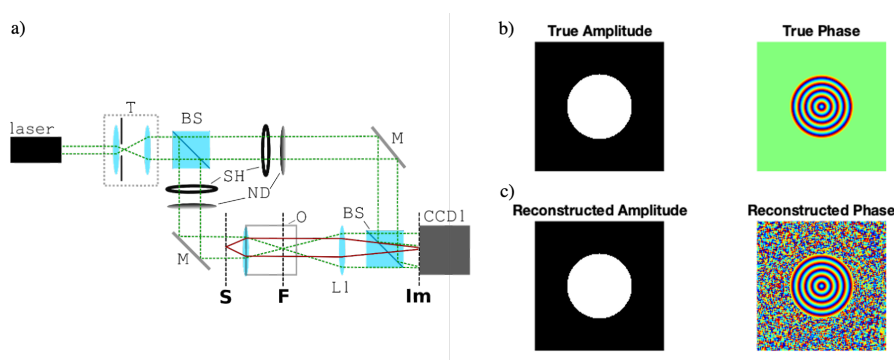 a)
laser
T
BS
SH
ND
M
M
O
BS
CCD1
L1
S
F
Im
b)
True Amplitude
True Phase
c)
Reconstructed Amplitude
Reconstructed Phase